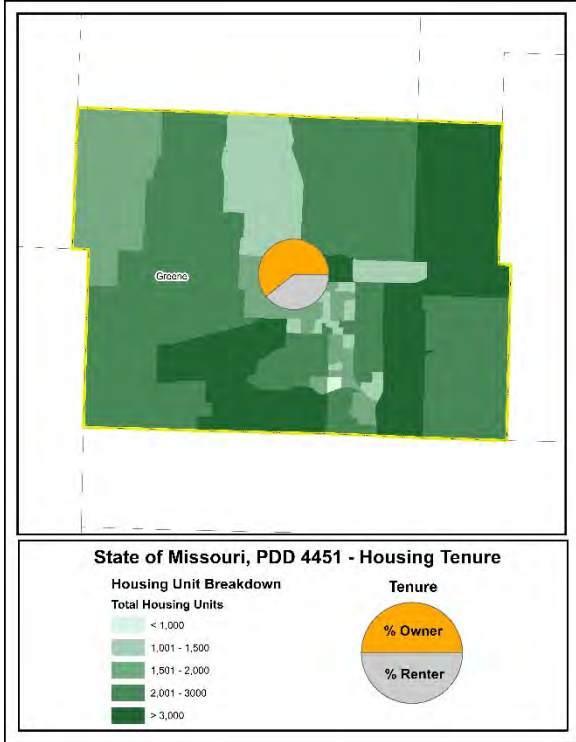 Greene
State of Missouri, PDD 4451 - Housing Tenure
Housing Unit Breakdown
Total Housing Units
< 1,000
1,001 - 1,500
1,501 - 2,000
2,001 - 3000
> 3,000
Tenure
% Owner
% Renter